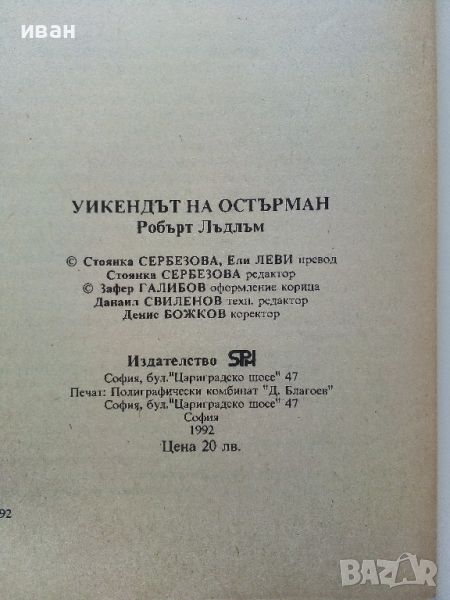 иван
УИКЕНДЪТ НА ОСТЪРМАН
Робърт Лъдлъм
© Стоянка СЕРБЕЗОВА, Ели ЛЕВИ превод
Стоянка СЕРБЕЗОВА редактор
© Зафер ГАЛИБОВ оформление корица
Данаил СВИЛЕНОВ техн. редактор
Денис БОЖКОВ коректор
Издателство
София, бул."Цариградско шосе" 47
Печат: Полиграфически комбинат "Д. Благоев"
София, бул."Цариградско шосе" 47
София
1992
Цена 20 лв.
92
BAZAR